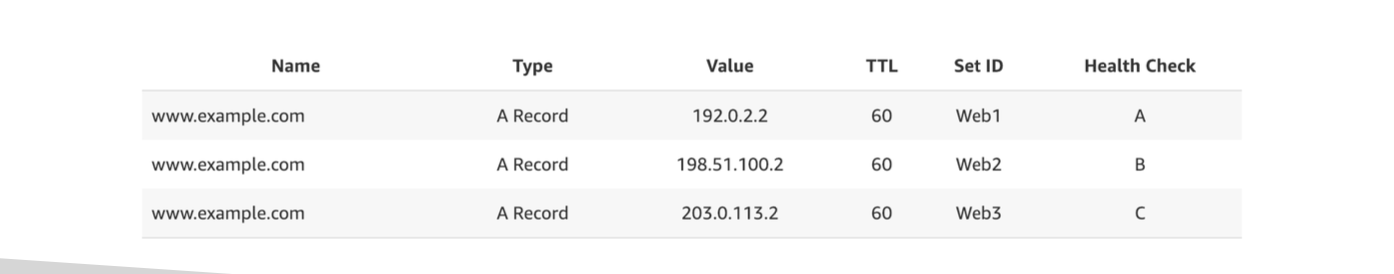 Name Type Value TTL Set ID Health Check
www.example.com A Record 192.0.2.2 60 Web1 A
www.example.com A Record 198.51.100.2 60 Web2 B
www.example.com A Record 203.0.113.2 60 Web3 C